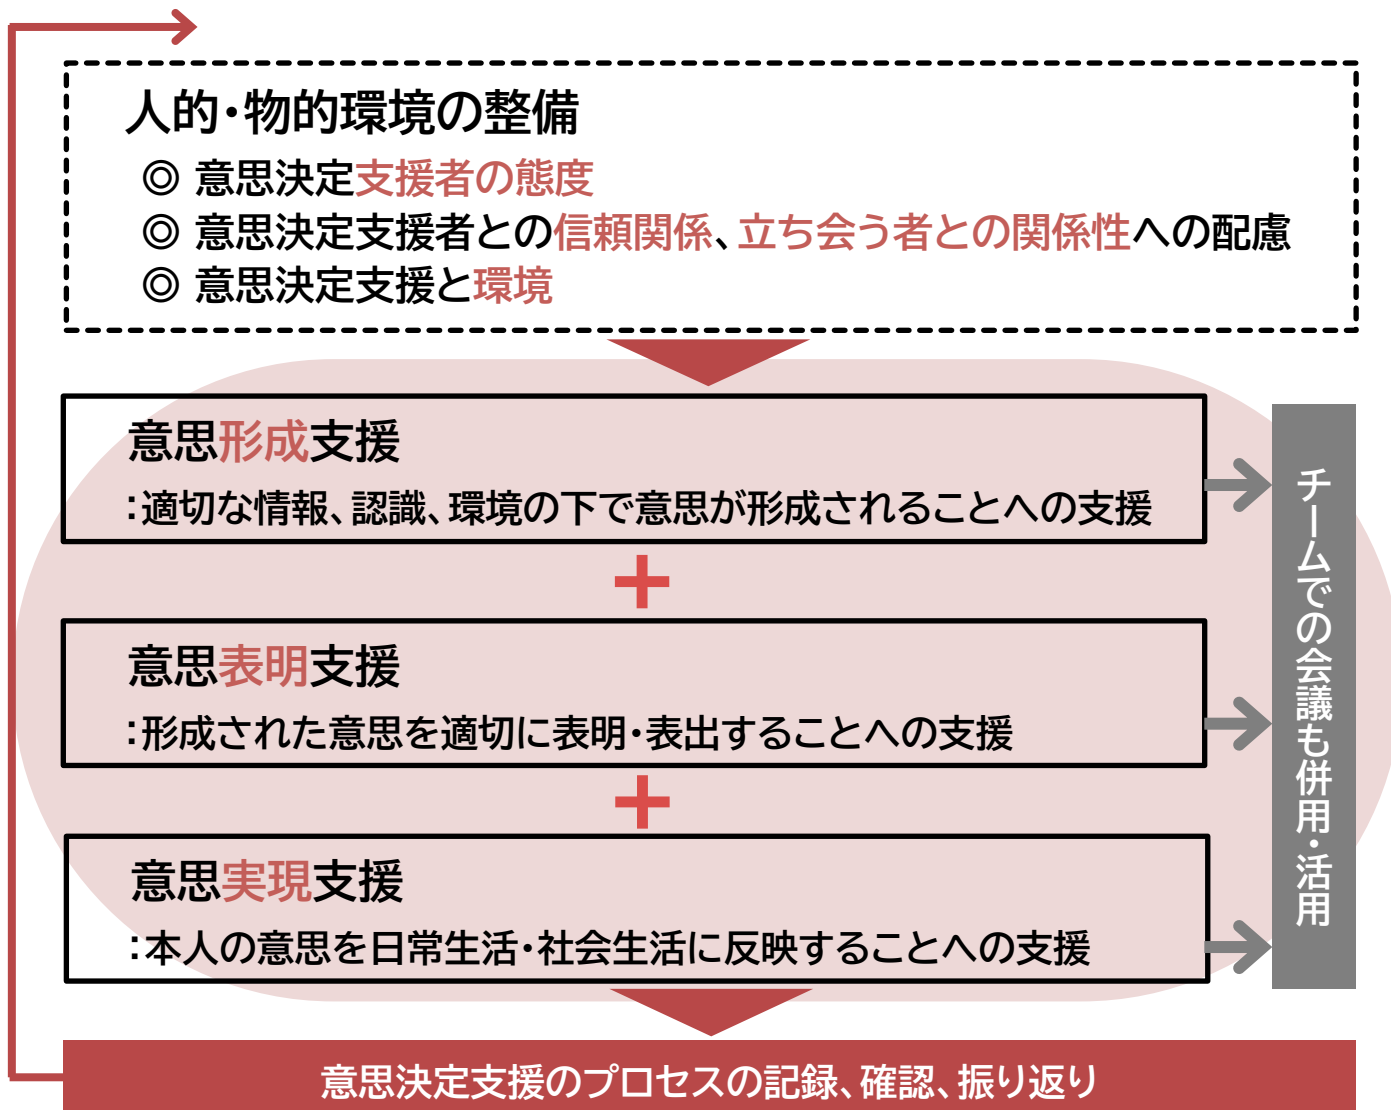 人的・物的環境の整備
◎ 意思決定支援者の態度
◎ 意思決定支援者との信頼関係、立ち会う者との関係性への配慮
◎ 意思決定支援と環境
意思形成支援
：適切な情報、認識、環境の下で意思が形成されることへの支援
＋
意思表明支援
：形成された意思を適切に表明・表出することへの支援
＋
意思実現支援
：本人の意思を日常生活・社会生活に反映することへの支援
チームでの会議も併用・活用
意思決定支援のプロセスの記録、確認、振り返り